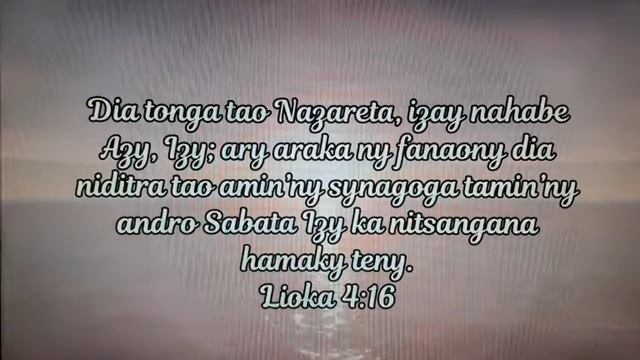 Dia tonga tao Nazareta, izay nahabe
Azy, Izy; ary araka ny fanaony dia
niditra tao amin'ny synagoga tamin'ny
andro Sabata Izy ka nitsangana
hamaky teny.
Lioka 4:16